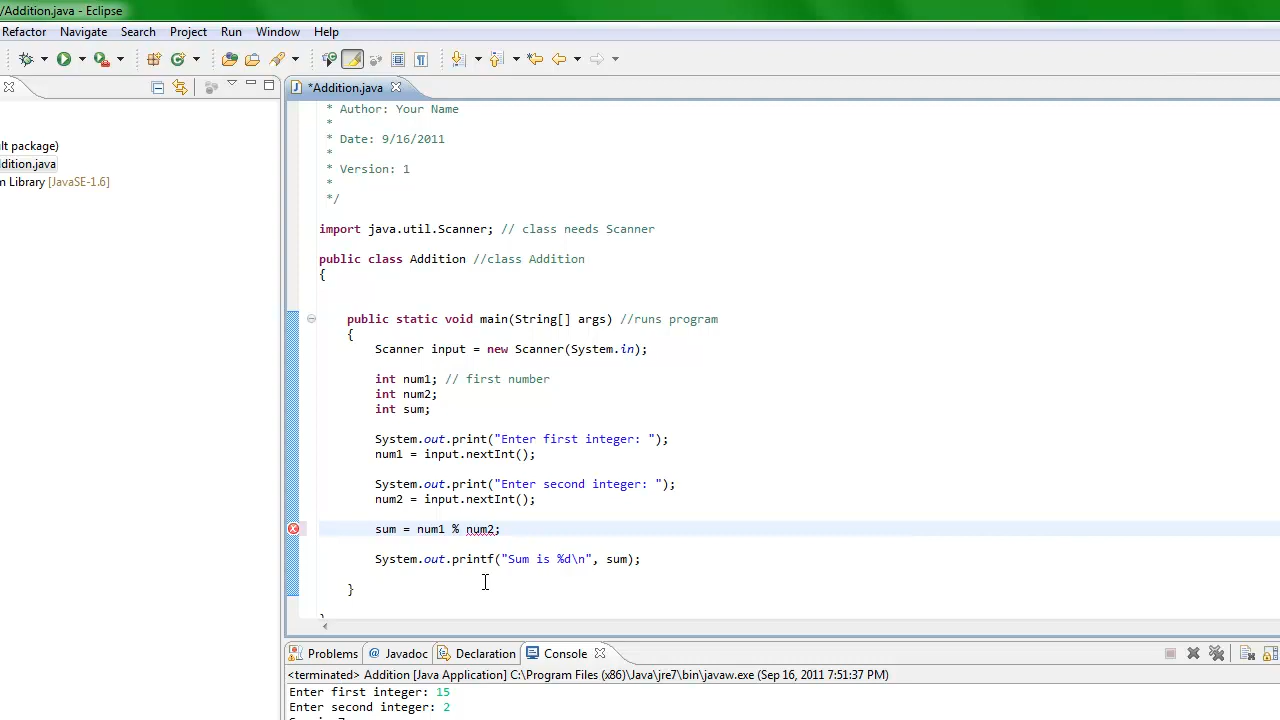 /Addition.java - Eclipse
Refactor Navigate Search Project Run Window Help
*Addition.java
* Author: Your Name
*
* Date: 9/16/2011
*
* Version: 1
*
*/
import java.util.Scanner; // class needs Scanner
public class Addition //class Addition
{
public static void main(String[] args) //runs program
{
Scanner input = new Scanner(System.in);
int num1; // first number
int num2;
int sum;
System.out.print("Enter first integer: ");
num1 = input.nextInt();
System.out.print("Enter second integer: ");
num2 = input.nextInt();
sum = num1 % num2;
System.out.printf("Sum is %d\n", sum);
}
}
ult package)
ddition.java
m Library [JavaSE-1.6]
Problems @ Javadoc Declaration Console
<terminated> Addition [Java Application] C:\Program Files (x86)\Java\jre7\bin\javaw.exe (Sep 16, 2011 7:51:37 PM)
Enter first integer: 15
Enter second integer: 2